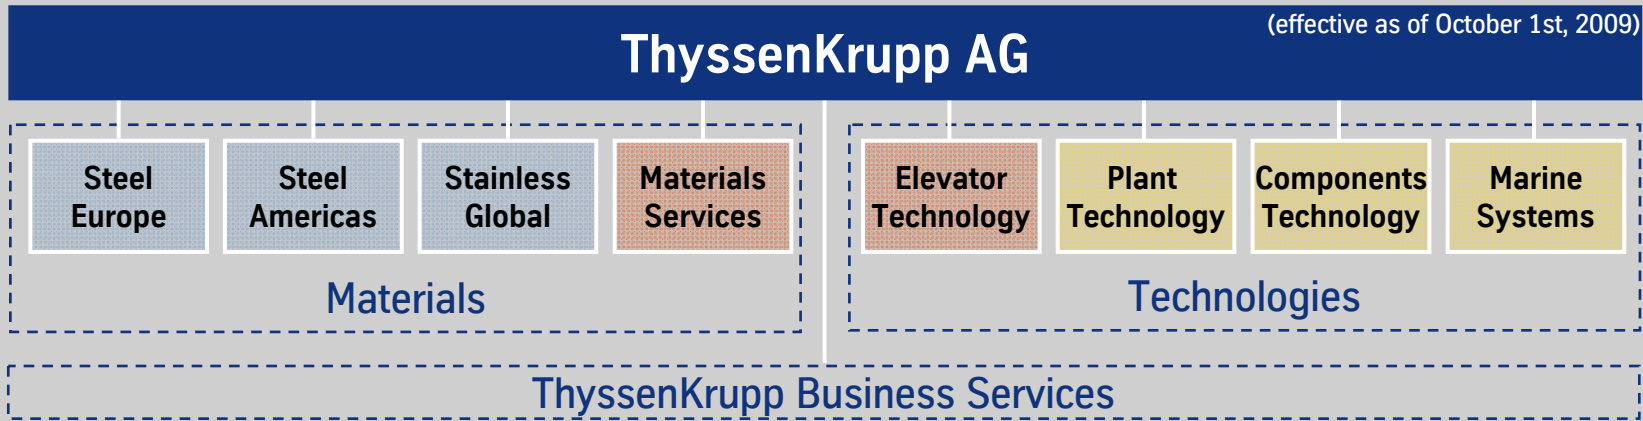 (effective as of October 1st, 2009)
ThyssenKrupp AG
Steel
Europe
Steel
Americas
Stainless
Global
Materials
Services
Elevator
Technology
Plant
Technology
Components
Technology
Marine
Systems
Materials
Technologies
ThyssenKrupp Business Services